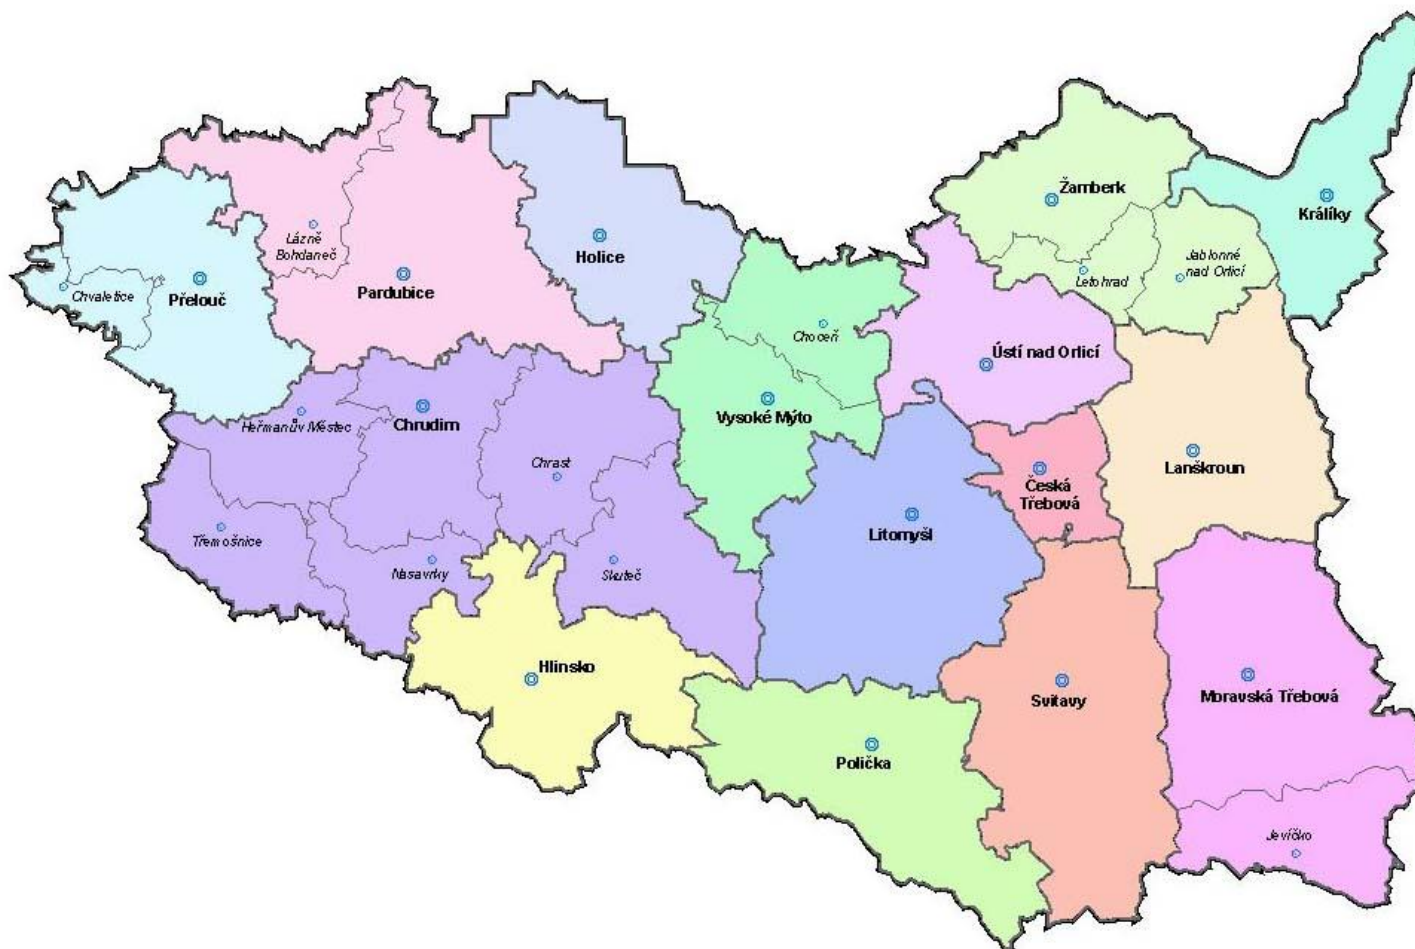 Žamberk
Králíky
Lázně
Bohdaneč
Holice
Jablonné
nad Orlicí
Letohrad
Chvaletice
Přelouč
Pardubice
Choceň
Ústí nad Orlicí
Heřmanův Městec
Chrudim
Vysoké Mýto
Chrast
Lanškroun
Česká
Třebová
Třemošnice
Litomyšl
Nasavrky
Skuteč
Hlinsko
Svitavy
Moravská Třebová
Polička
Jevíčko